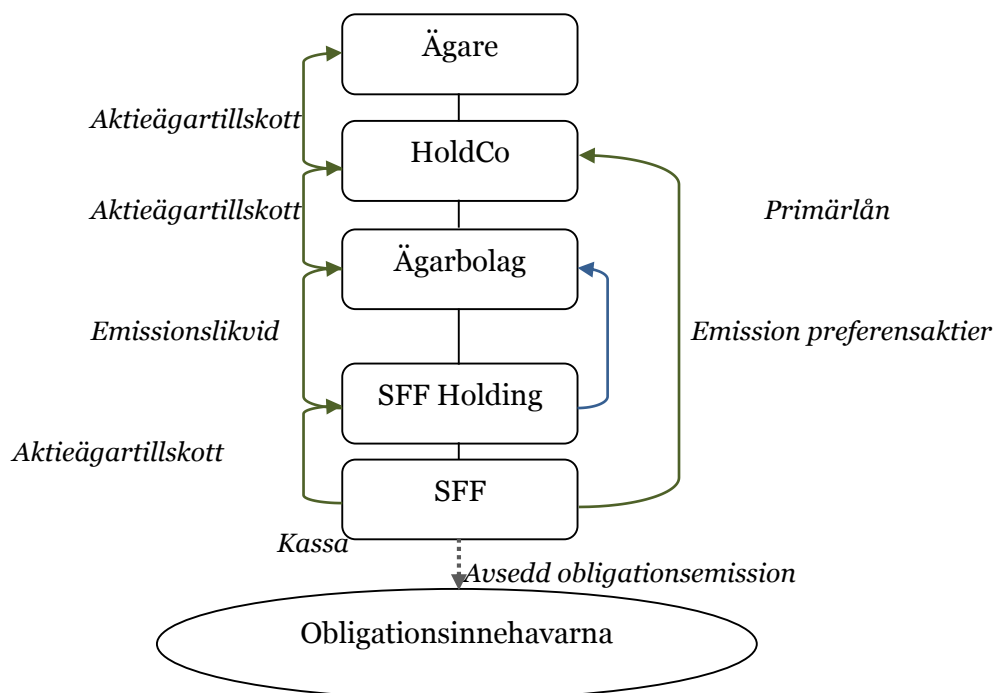 Ägare
Aktieägartillskott
HoldCo
Aktieägartillskott
Primärlån
Ägarbolag
Emissionslikvid
Emission preferensaktier
SFF Holding
Aktieägartillskott
SFF
Kassa
Avsedd obligationsemission
Obligationsinnehavarna